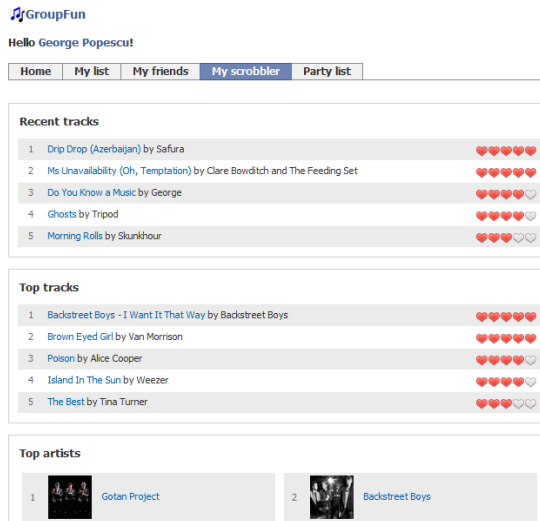 GroupFun
Hello George Popescu!
Home My list My friends My scrobbler Party list
Recent tracks
1 Drip Drop (Azerbaijan) by Safura
2 Ms Unavailability (Oh, Temptation) by Clare Bowditch and The Feeding Set
3 Do You Know a Music by George
4 Ghosts by Tripod
5 Morning Rolls by Skunkhour
Top tracks
1 Backstreet Boys - I Want It That Way by Backstreet Boys
2 Brown Eyed Girl by Van Morrison
3 Poison by Alice Cooper
4 Island In The Sun by Weezer
5 The Best by Tina Turner
Top artists
1 Gotan Project 2 Backstreet Boys